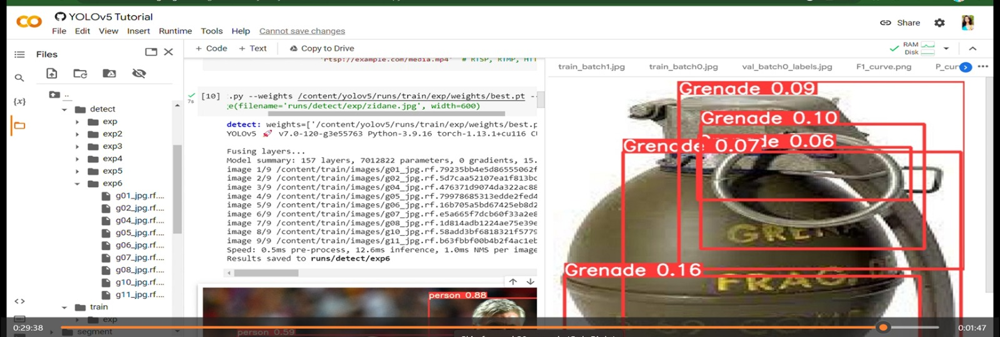 YOLOv5 Tutorial
File Edit View Insert Runtime Tools Help Cannot save changes
Share
Files
+ Code + Text Copy to Drive
RAM
Disk
..
detect
exp
exp2
exp3
exp4
exp5
exp6
g01_jpg.rf....
g02_jpg.rf....
g04_jpg.rf....
g05_jpg.rf....
g06_jpg.rf....
g07_jpg.rf....
g08_jpg.rf....
g10_jpg.rf....
g11_jpg.rf....
train
exp
segment
{x}
<>
'rtsp://example.com/media.mp4' # RTSP, RTMP, HTT
[10] :.py --weights /content/yolov5/runs/train/exp/weights/best.pt --
7s
e(filename='runs/detect/exp/zidane.jpg', width=600)
detect: weights=['/content/yolov5/runs/train/exp/weights/best.p
YOLOv5 🚀 v7.0-120-g3e55763 Python-3.9.16 torch-1.13.1+cu116 CU
Fusing layers...
Model summary: 157 layers, 7012822 parameters, 0 gradients, 15.
image 1/9 /content/train/images/g01_jpg.rf.79235bb4e5d86555062f
image 2/9 /content/train/images/g02_jpg.rf.5d7caa52107ea1f813bc
image 3/9 /content/train/images/g04_jpg.rf.476371d9074da322ac88
image 4/9 /content/train/images/g05_jpg.rf.79978685313edde2fed4
image 5/9 /content/train/images/g06_jpg.rf.16b705a5bd67425eb8d2
image 6/9 /content/train/images/g07_jpg.rf.e5a665f7dcb60f33a2e8
image 7/9 /content/train/images/g08_jpg.rf.1d814adb1224ae75e39e
image 8/9 /content/train/images/g10_jpg.rf.58add3bf6818321f5779
image 9/9 /content/train/images/g11_jpg.rf.b63fbbf00b4b2f4ac1eb
Speed: 0.5ms pre-process, 12.6ms inference, 1.0ms NMS per image
Results saved to runs/detect/exp6
person 0.88
person 0.59
train_batch1.jpg train_batch0.jpg val_batch0_labels.jpg F1_curve.png P_cur
Grenade 0.09
Grenade 0.10
de 0.06
Grenade 0.07
GREN
Grenade 0.16
FRAG
0:29:38
0:01:47